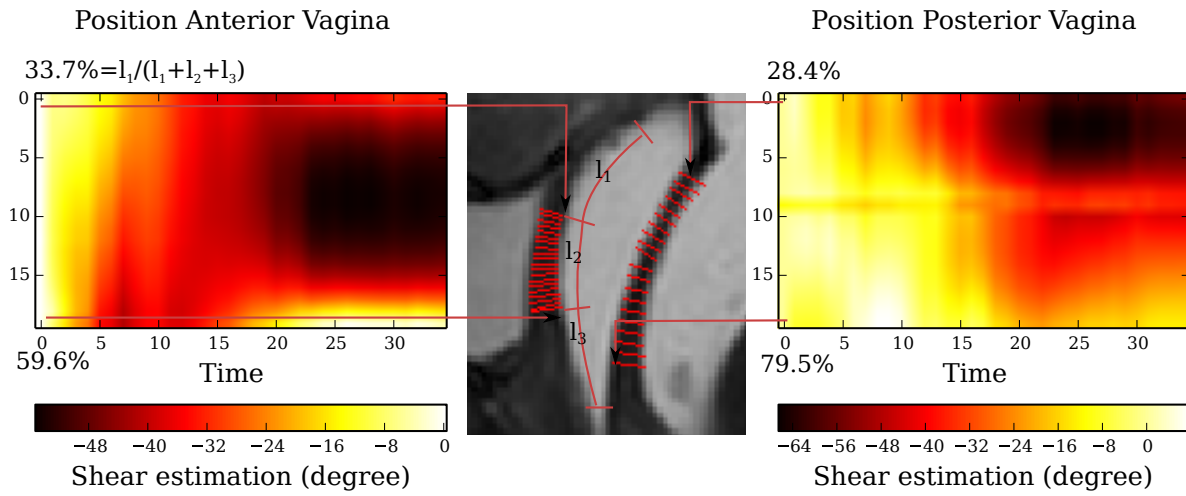 Position Anterior Vagina
Position Posterior Vagina
33.7%=l₁/(l₁+l₂+l₃)
28.4%
0
5
10
15
0 5 10 15 20 25 30
59.6%
Time
−48 −40 −32 −24 −16 −8 0
Shear estimation (degree)
l₁
l₂
l₃
0
5
10
15
0 5 10 15 20 25 30
79.5%
Time
−64 −56 −48 −40 −32 −24 −16 −8 0
Shear estimation (degree)